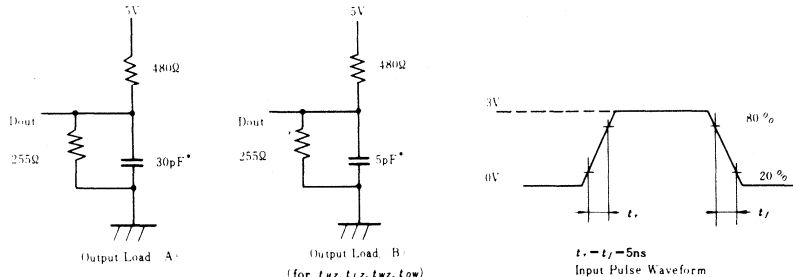 5V
480Ω
Dout
255Ω
30pF*
Output Load A)
5V
480Ω
Dout
255Ω
5pF*
Output Load, B)
(for tHZ, tLZ, tWZ, tOW)
3V
80%
0V
20%
tr
tf
tr=tf=5ns
Input Pulse Waveform